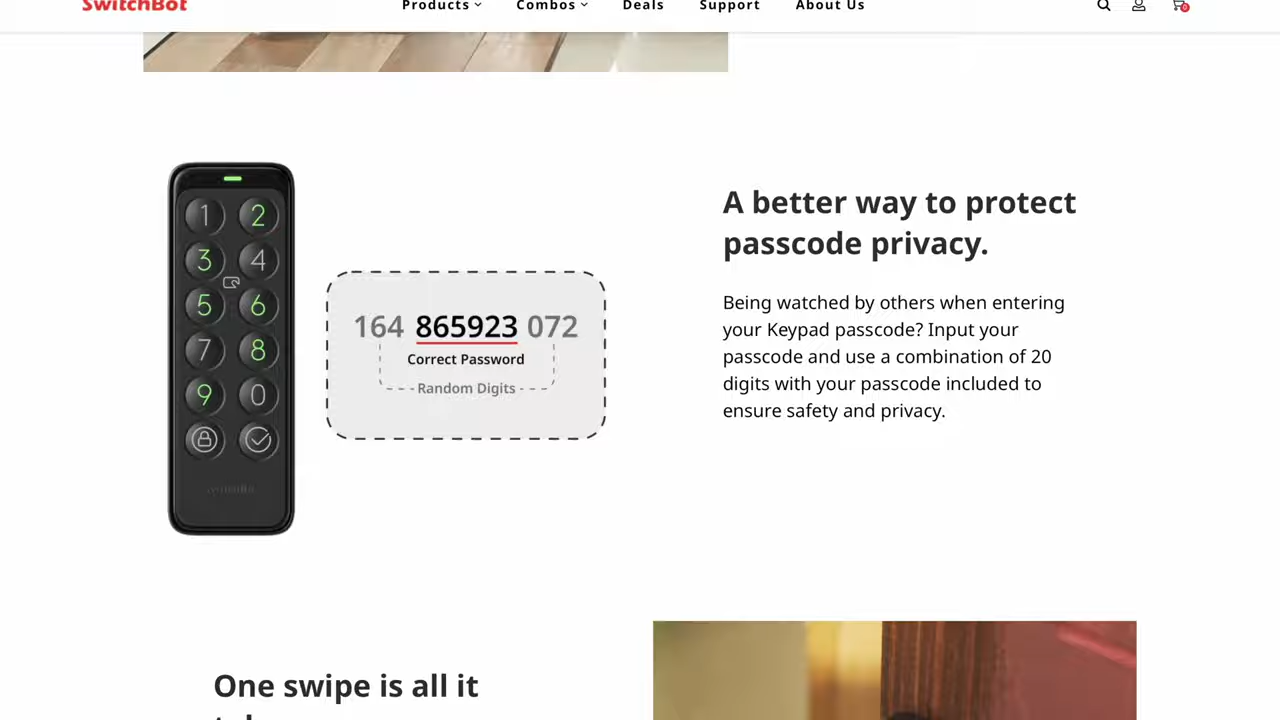 SwitchBot
Products Combos Deals Support About Us
0
1 2
3 4
5 6
7 8
9 0
164 865923 072
Correct Password
Random Digits
A better way to protect
passcode privacy.
Being watched by others when entering
your Keypad passcode? Input your
passcode and use a combination of 20
digits with your passcode included to
ensure safety and privacy.
One swipe is all it